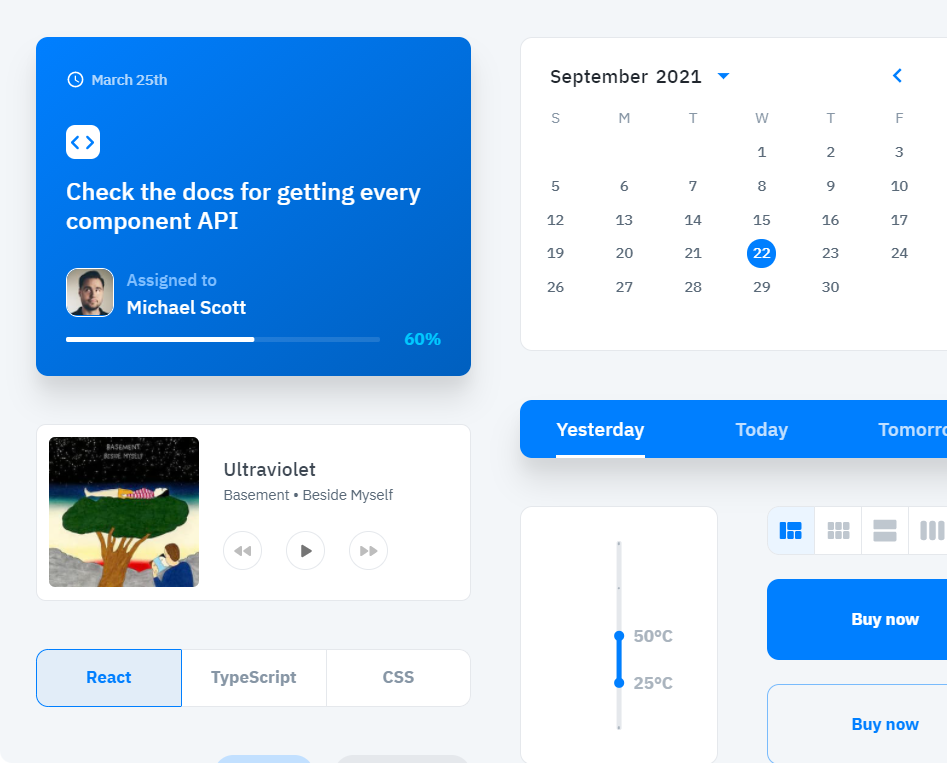 March 25th
Check the docs for getting every
component API
Assigned to
Michael Scott
60%
BASEMENT
BESIDE MYSELF
Ultraviolet
Basement • Beside Myself
React TypeScript CSS
September 2021
S M T W T F
1 2 3
5 6 7 8 9 10
12 13 14 15 16 17
19 20 21 22 23 24
26 27 28 29 30
Yesterday Today Tomorro
50°C
25°C
Buy now
Buy now